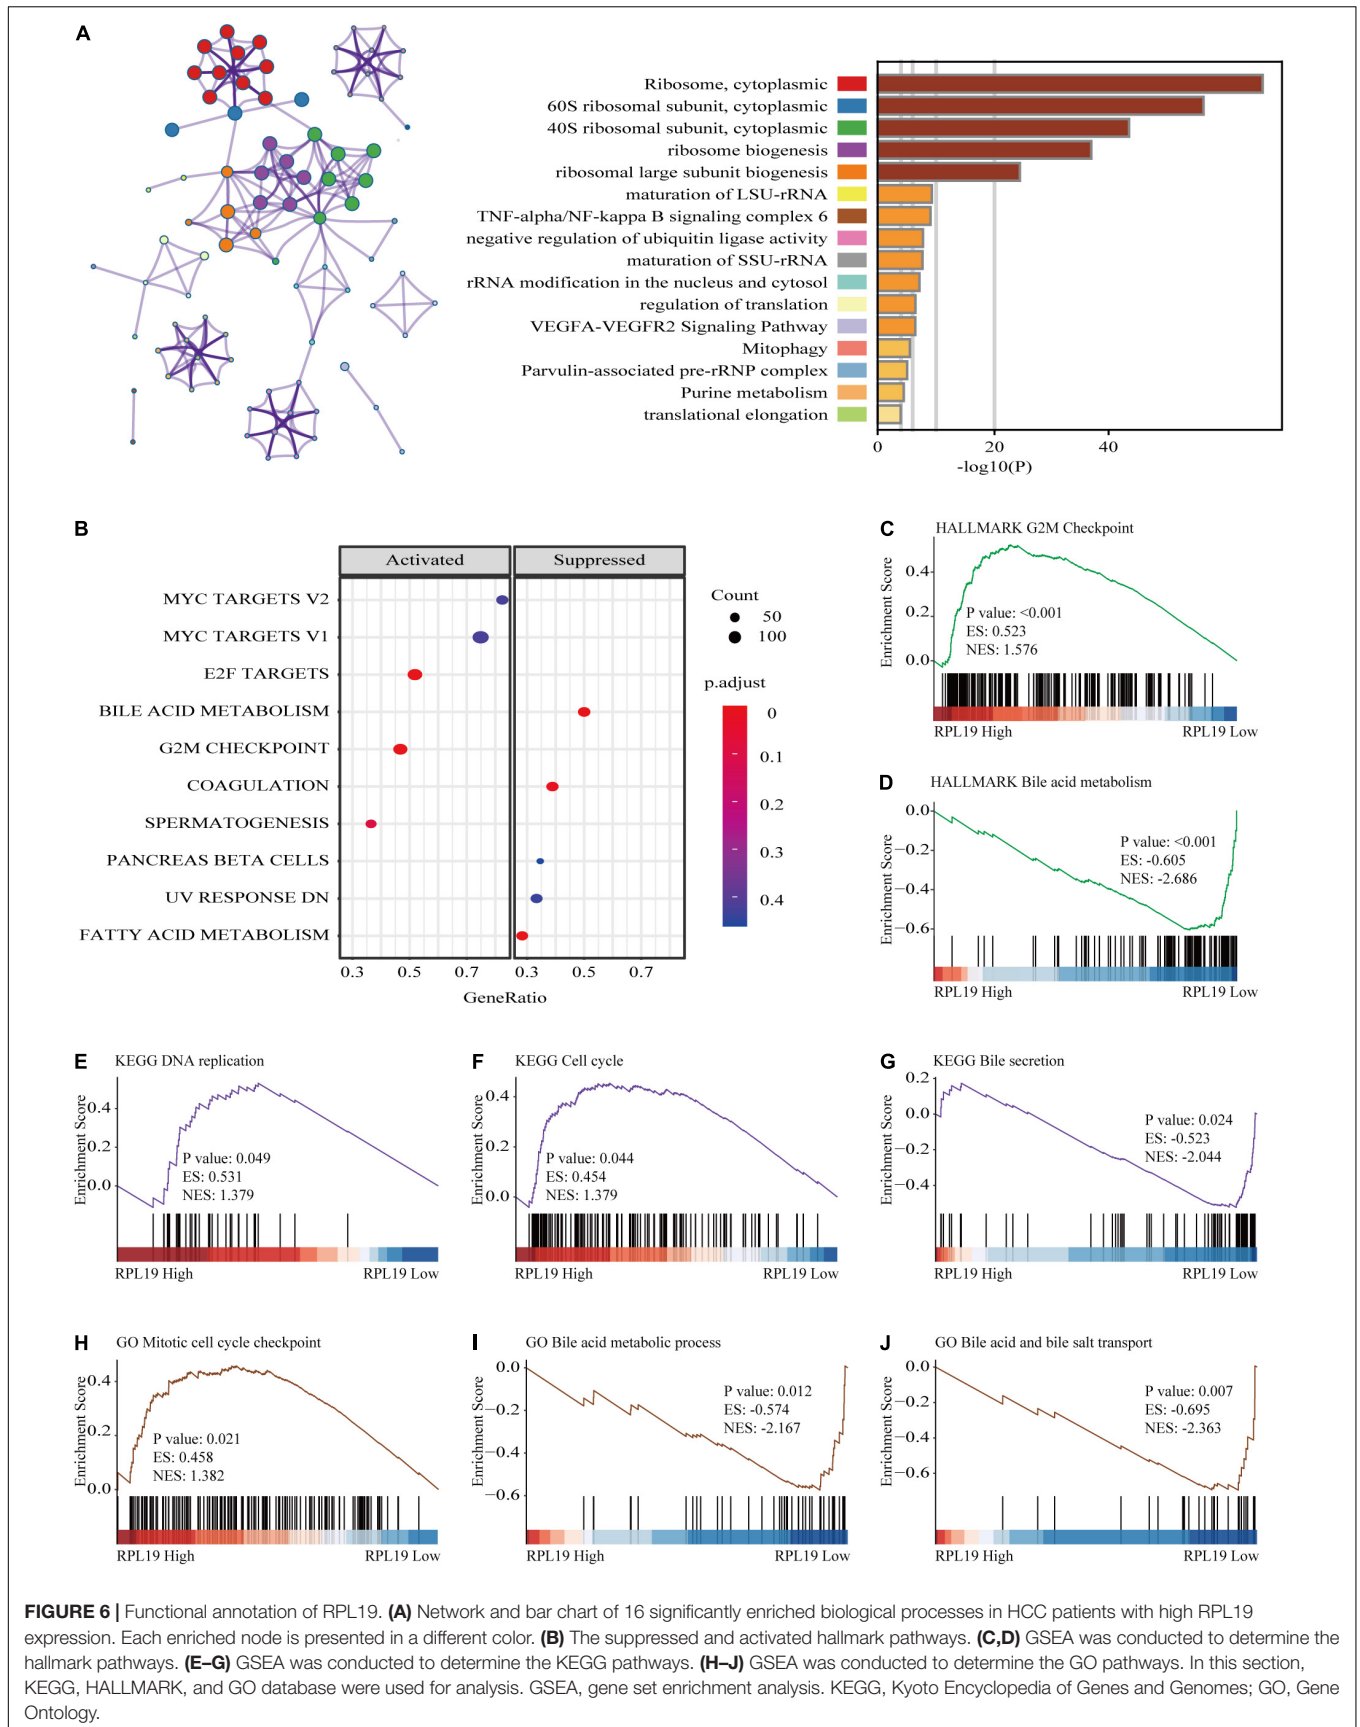 A
Ribosome, cytoplasmic
60S ribosomal subunit, cytoplasmic
40S ribosomal subunit, cytoplasmic
ribosome biogenesis
ribosomal large subunit biogenesis
maturation of LSU-rRNA
TNF-alpha/NF-kappa B signaling complex 6
negative regulation of ubiquitin ligase activity
maturation of SSU-rRNA
rRNA modification in the nucleus and cytosol
regulation of translation
VEGFA-VEGFR2 Signaling Pathway
Mitophagy
Parvulin-associated pre-rRNP complex
Purine metabolism
translational elongation
0 20 40
-log10(P)
B
Activated Suppressed
MYC TARGETS V2
MYC TARGETS V1
E2F TARGETS
BILE ACID METABOLISM
G2M CHECKPOINT
COAGULATION
SPERMATOGENESIS
PANCREAS BETA CELLS
UV RESPONSE DN
FATTY ACID METABOLISM
0.3 0.5 0.7 0.3 0.5 0.7
GeneRatio
Count
50
100
p.adjust
0
0.1
0.2
0.3
0.4
C
HALLMARK G2M Checkpoint
Enrichment Score
0.4
0.2
0.0
P value: <0.001
ES: 0.523
NES: 1.576
RPL19 High RPL19 Low
D
HALLMARK Bile acid metabolism
Enrichment Score
0.0
−0.2
−0.4
−0.6
P value: <0.001
ES: -0.605
NES: -2.686
RPL19 High RPL19 Low
E
KEGG DNA replication
Enrichment Score
0.4
0.2
0.0
P value: 0.049
ES: 0.531
NES: 1.379
RPL19 High RPL19 Low
F
KEGG Cell cycle
Enrichment Score
0.4
0.2
0.0
P value: 0.044
ES: 0.454
NES: 1.379
RPL19 High RPL19 Low
G
KEGG Bile secretion
Enrichment Score
0.2
0.0
−0.2
−0.4
P value: 0.024
ES: -0.523
NES: -2.044
RPL19 High RPL19 Low
H
GO Mitotic cell cycle checkpoint
Enrichment Score
0.4
0.2
0.0
P value: 0.021
ES: 0.458
NES: 1.382
RPL19 High RPL19 Low
I
GO Bile acid metabolic process
Enrichment Score
0.0
−0.2
−0.4
−0.6
P value: 0.012
ES: -0.574
NES: -2.167
RPL19 High RPL19 Low
J
GO Bile acid and bile salt transport
Enrichment Score
0.0
−0.2
−0.4
−0.6
P value: 0.007
ES: -0.695
NES: -2.363
RPL19 High RPL19 Low
FIGURE 6 | Functional annotation of RPL19. (A) Network and bar chart of 16 significantly enriched biological processes in HCC patients with high RPL19
expression. Each enriched node is presented in a different color. (B) The suppressed and activated hallmark pathways. (C,D) GSEA was conducted to determine the
hallmark pathways. (E–G) GSEA was conducted to determine the KEGG pathways. (H–J) GSEA was conducted to determine the GO pathways. In this section,
KEGG, HALLMARK, and GO database were used for analysis. GSEA, gene set enrichment analysis. KEGG, Kyoto Encyclopedia of Genes and Genomes; GO, Gene
Ontology.